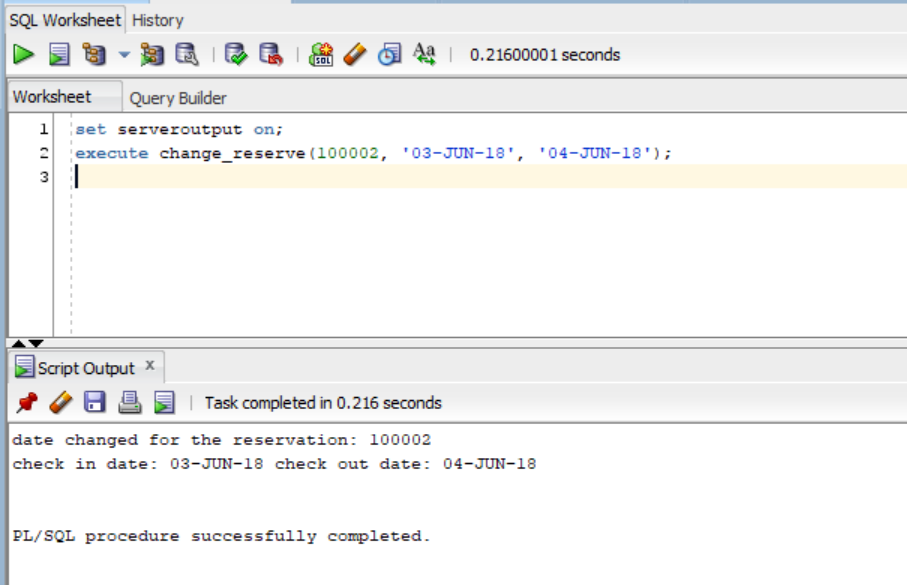 SQL Worksheet History
0.21600001 seconds
Worksheet Query Builder
1 set serveroutput on;
2 execute change_reserve(100002, '03-JUN-18', '04-JUN-18');
3
Script Output x
Task completed in 0.216 seconds
date changed for the reservation: 100002
check in date: 03-JUN-18 check out date: 04-JUN-18
PL/SQL procedure successfully completed.